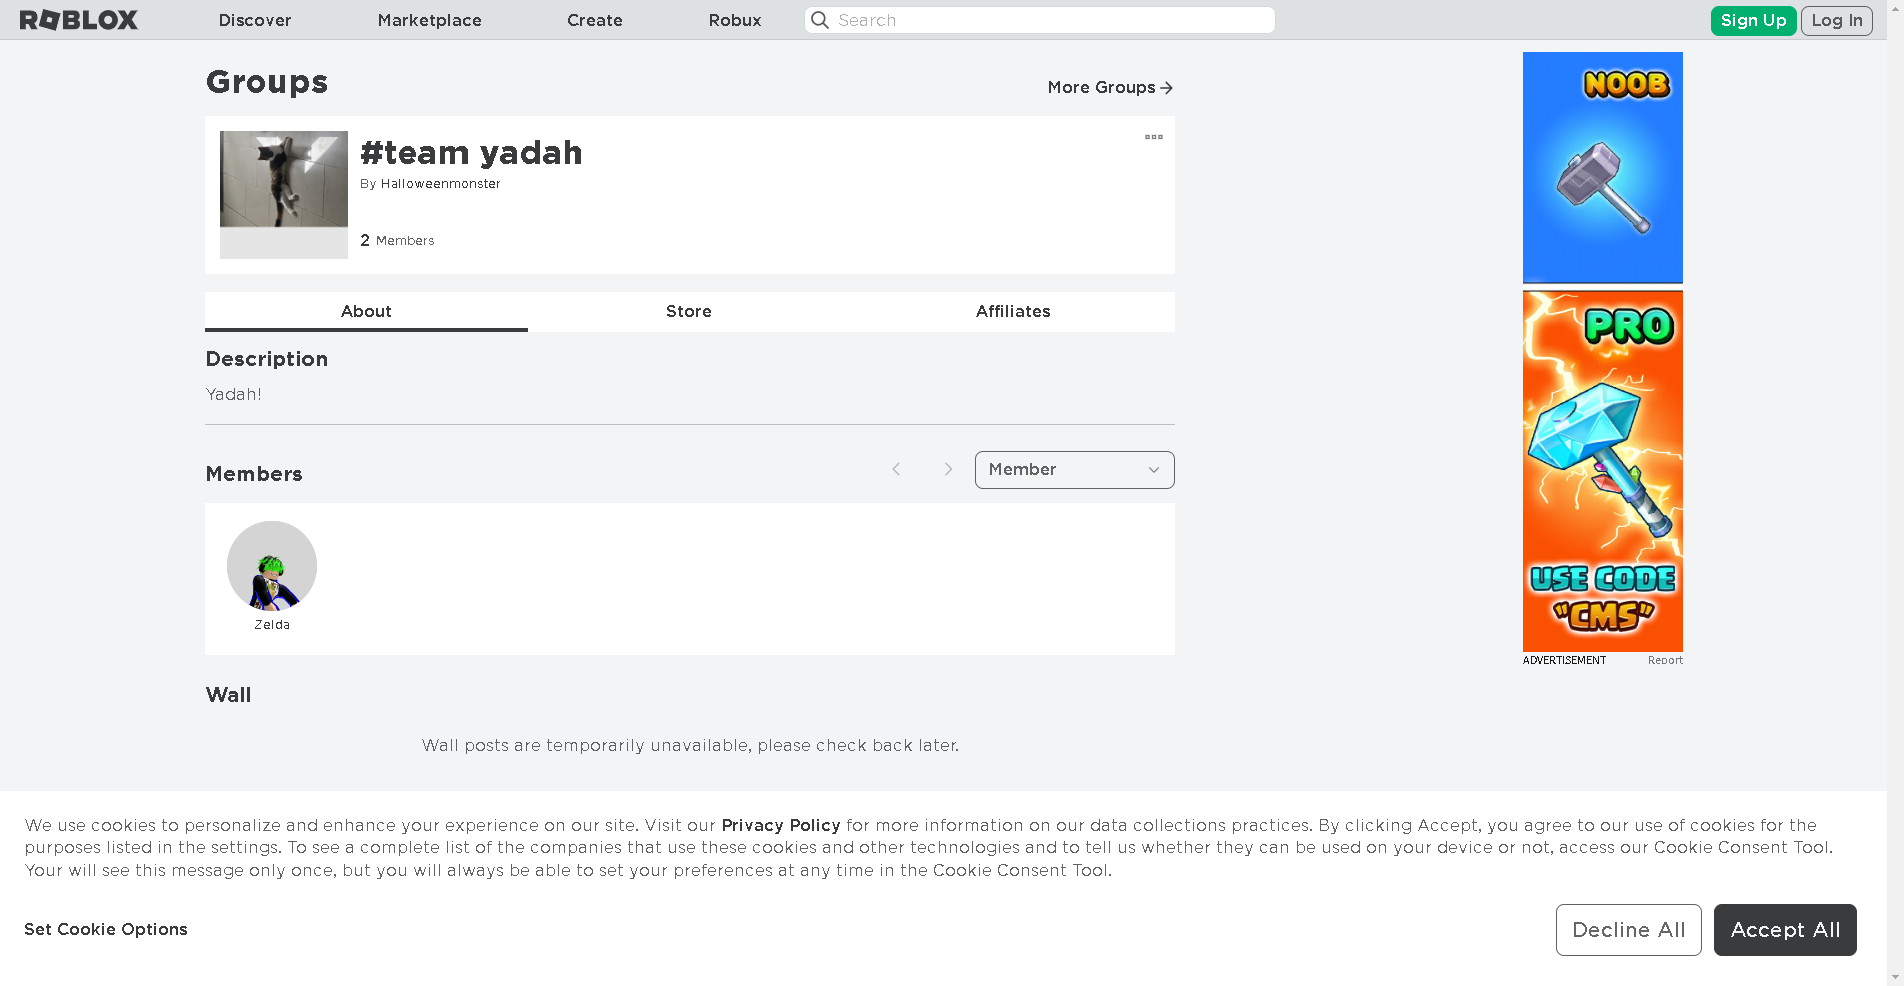 ROBLOX Discover Marketplace Create Robux Search Sign Up Log In
Groups
More Groups
#team yadah
By Halloweenmonster
2 Members
About Store Affiliates
Description
Yadah!
Members
Member
Zelda
Wall
Wall posts are temporarily unavailable, please check back later.
NOOB
PRO
USE CODE
"CMS"
ADVERTISEMENT Report
We use cookies to personalize and enhance your experience on our site. Visit our Privacy Policy for more information on our data collections practices. By clicking Accept, you agree to our use of cookies for the
purposes listed in the settings. To see a complete list of the companies that use these cookies and other technologies and to tell us whether they can be used on your device or not, access our Cookie Consent Tool.
Your will see this message only once, but you will always be able to set your preferences at any time in the Cookie Consent Tool.
Set Cookie Options
Decline All Accept All